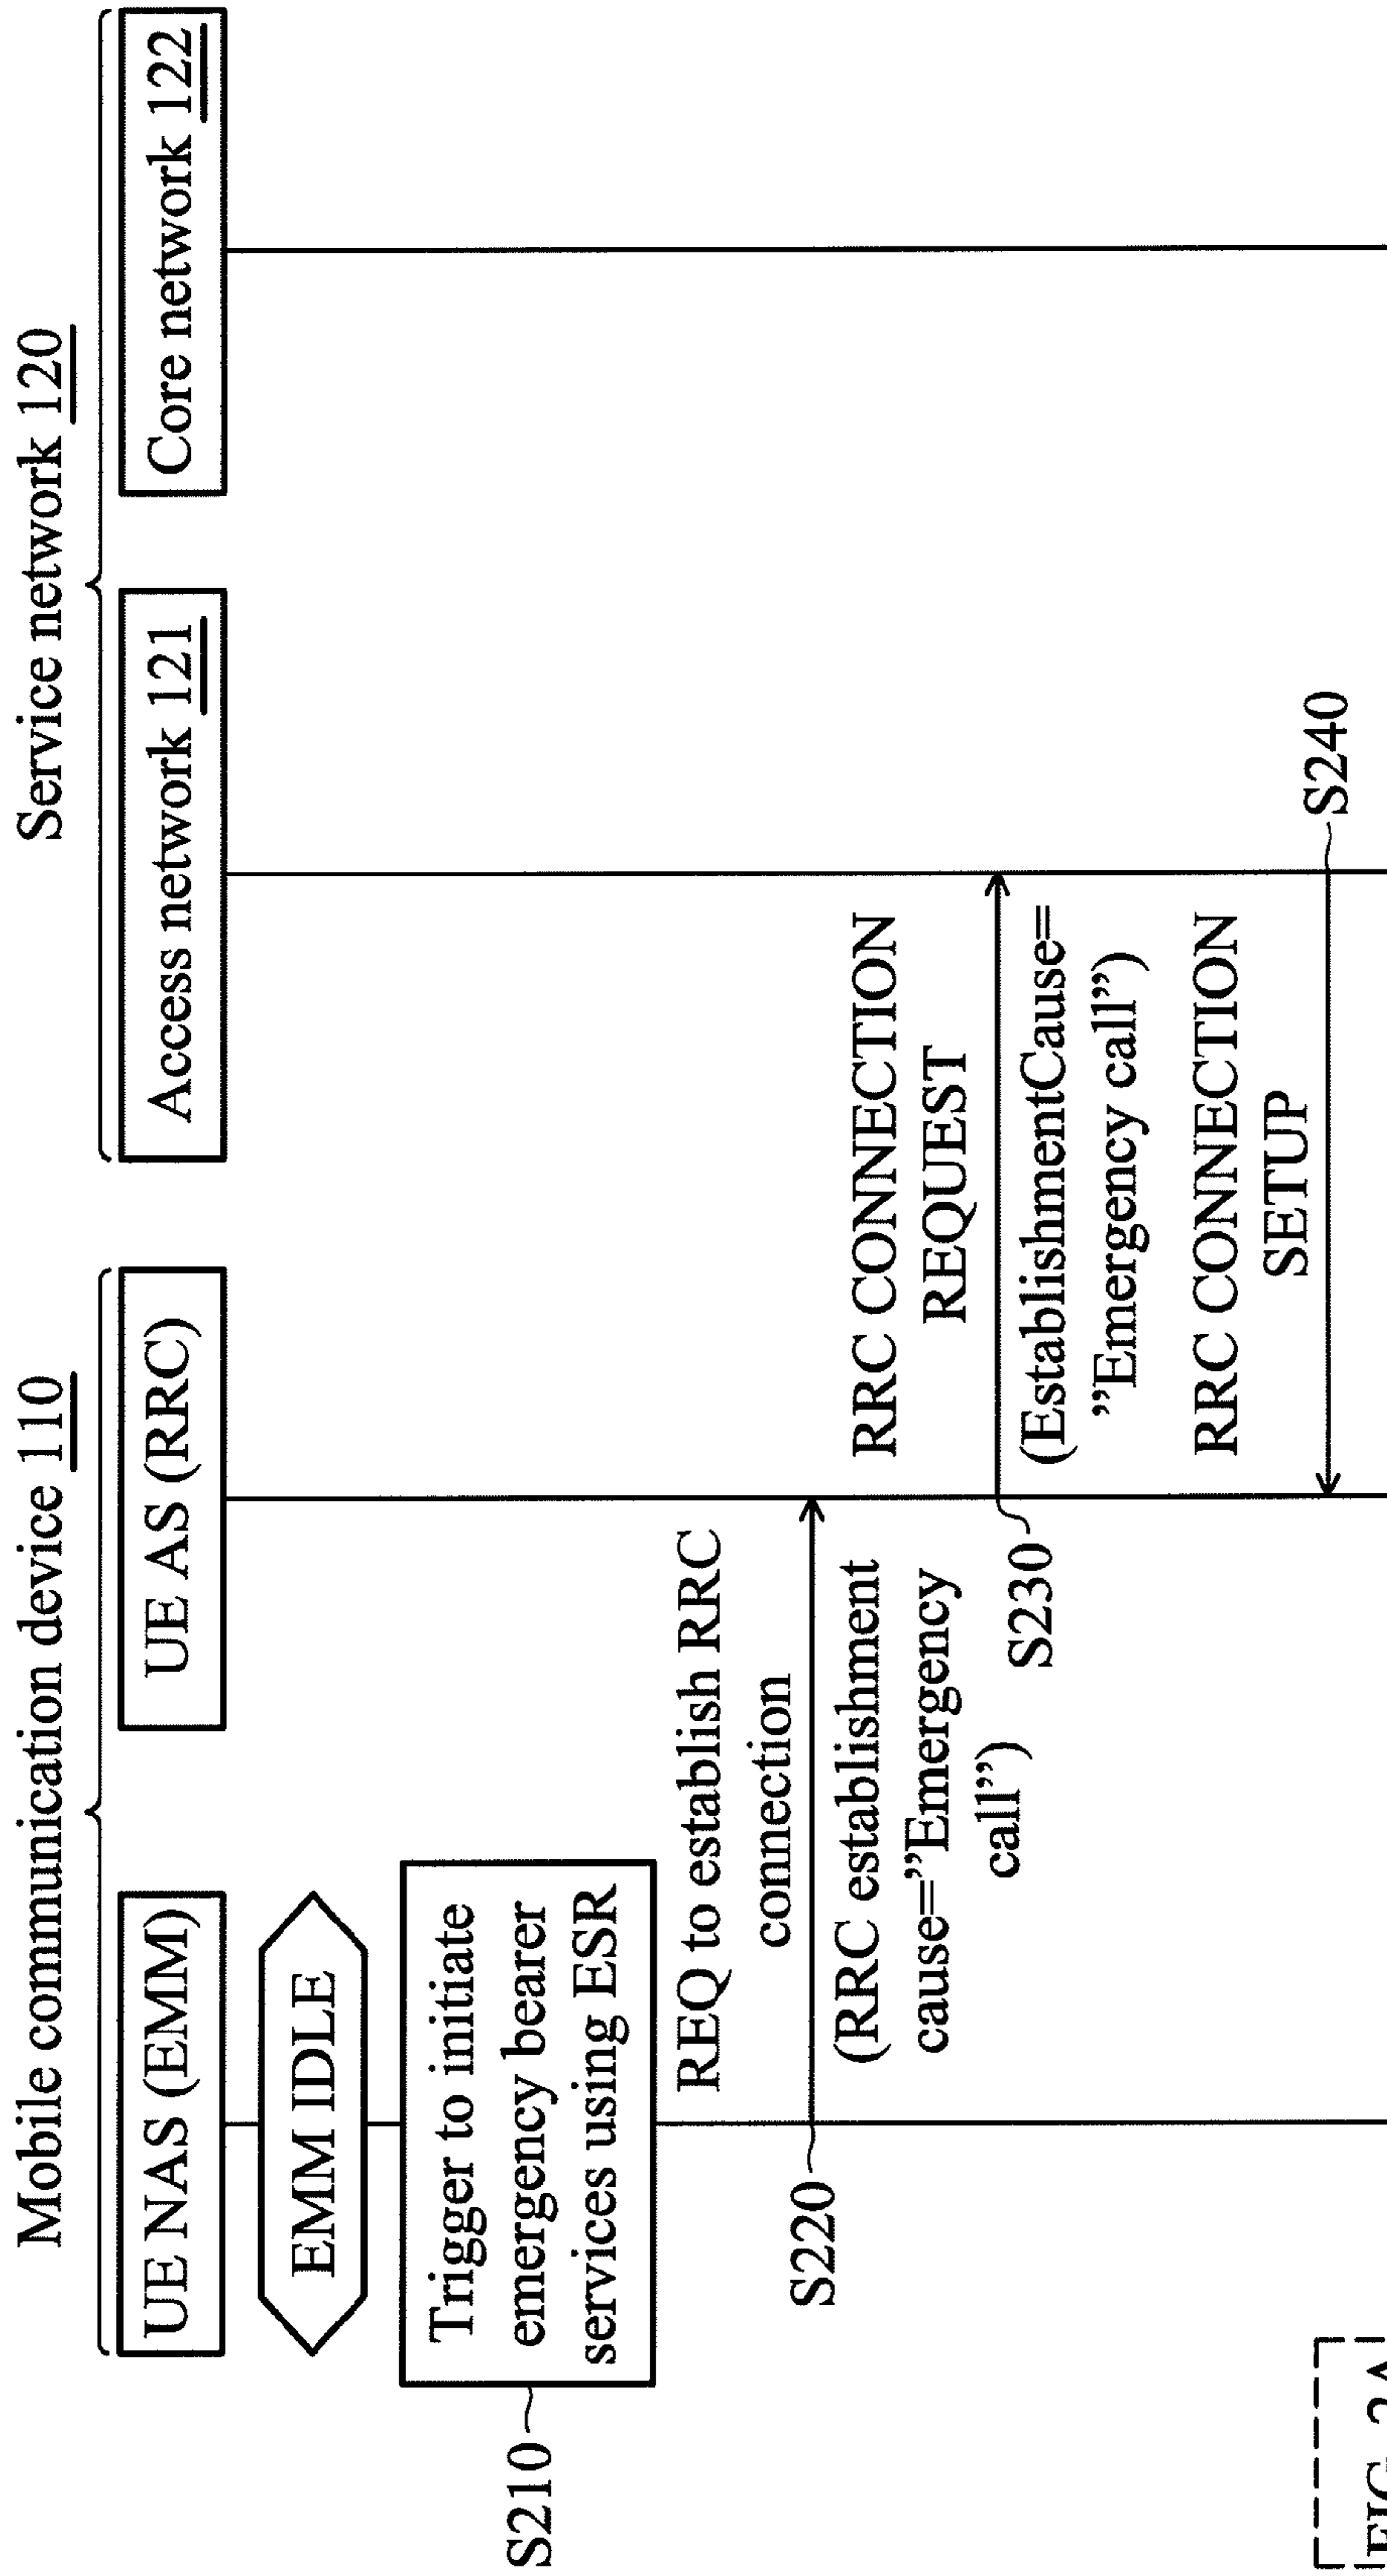 Mobile communication device 110
Service network 120
UE NAS (EMM)
UE AS (RRC)
Access network 121
Core network 122
EMM IDLE
S210
Trigger to initiate
emergency bearer
services using ESR
REQ to establish RRC
connection
S220
(RRC establishment
cause=”Emergency
call”)
RRC CONNECTION
REQUEST
S230
(EstablishmentCause=
”Emergency call”)
RRC CONNECTION
SETUP
S240
FIG. 2A